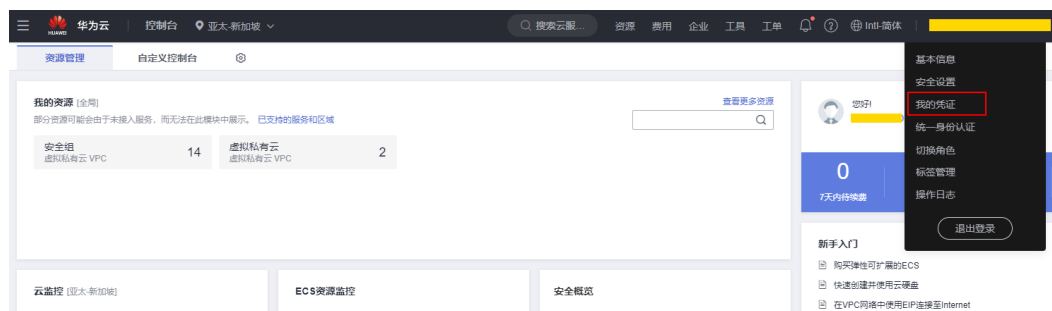 HUAWEI 华为云 控制台 亚太-新加坡 搜索云服... 资源 费用 企业 工具 工单 Intl-简体
资源管理 自定义控制台
基本信息
安全设置
我的凭证
统一身份认证
切换角色
标签管理
操作日志
退出登录
我的资源 [全局] 查看更多资源
部分资源可能会由于未接入服务，而无法在此模块中展示。 已支持的服务和区域
安全组 14 虚拟私有云 2
虚拟私有云 VPC 虚拟私有云 VPC
您好!
0
7天内待续费
新手入门
购买弹性可扩展的ECS
快速创建并使用云硬盘
在VPC网络中使用EIP连接至Internet
云监控 [亚太-新加坡] ECS资源监控 安全概览